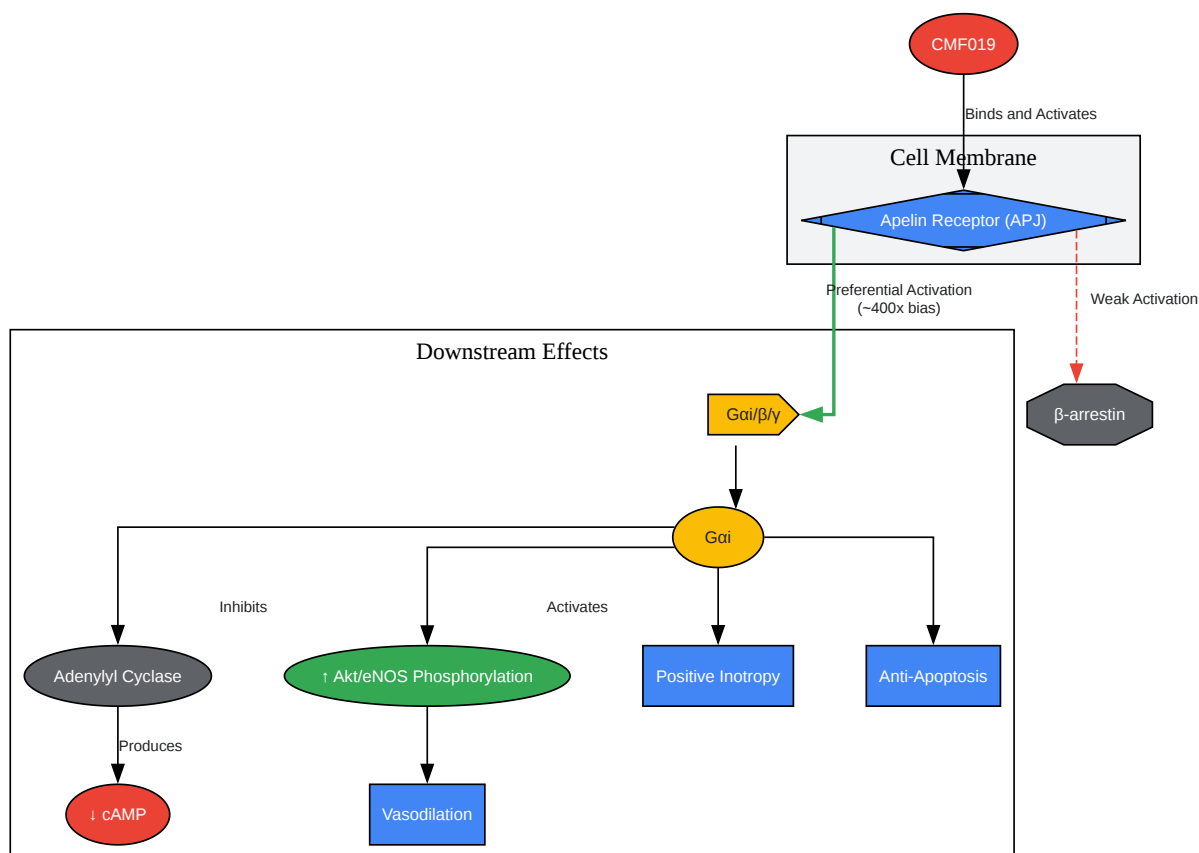 CMF019
Binds and Activates
Cell Membrane
Apelin Receptor (APJ)
Preferential Activation
(~400x bias)
Weak Activation
Downstream Effects
Gαi/β/γ
β-arrestin
Gαi
Inhibits
Activates
Adenylyl Cyclase
↑ Akt/eNOS Phosphorylation
Positive Inotropy
Anti-Apoptosis
Produces
↓ cAMP
Vasodilation